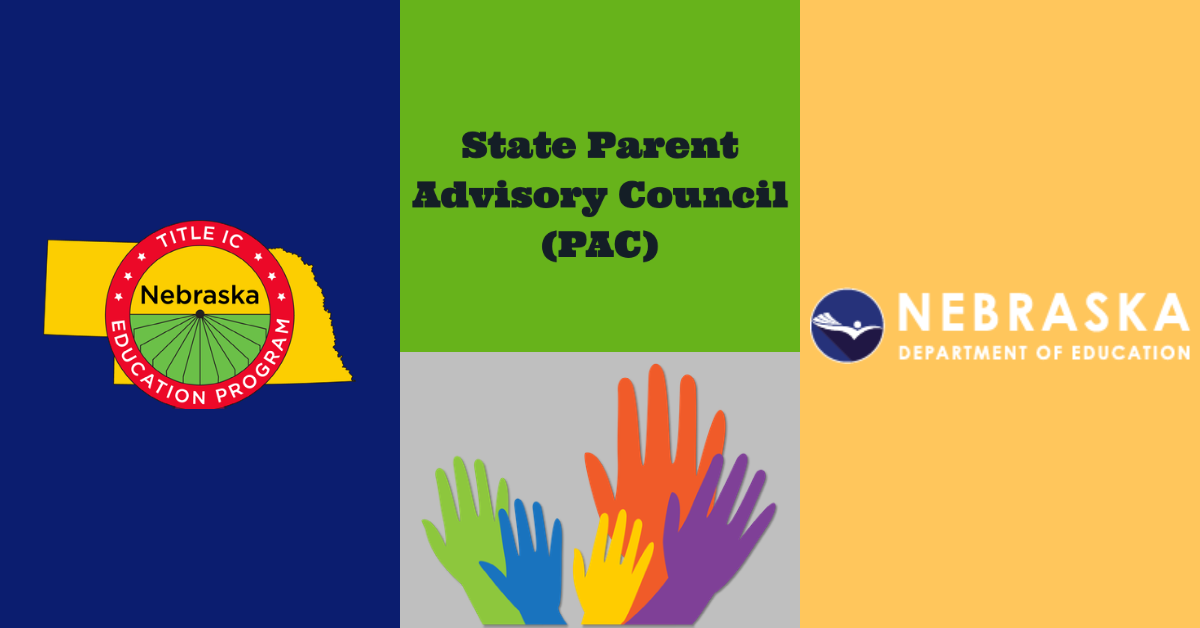 TITLE IC
Nebraska
EDUCATION PROGRAM
State Parent
Advisory Council
(PAC)
NEBRASKA
DEPARTMENT OF EDUCATION